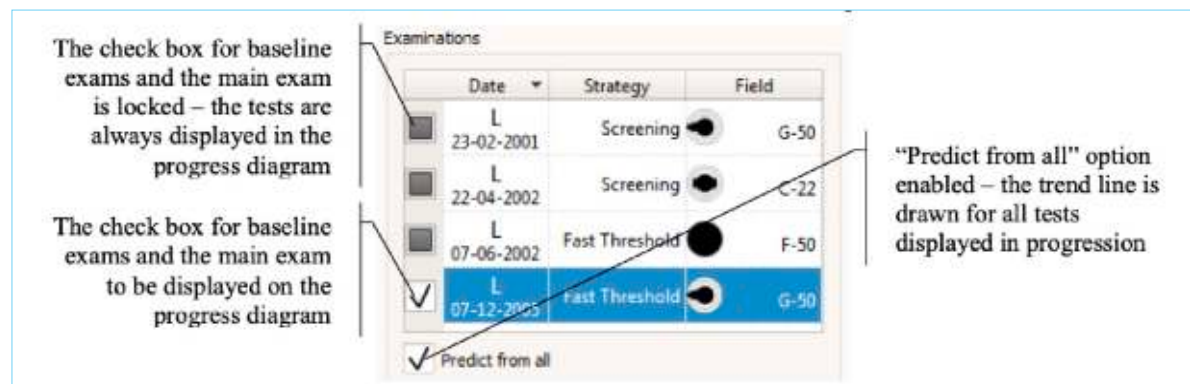 The check box for baseline
exams and the main exam
is locked – the tests are
always displayed in the
progress diagram
The check box for baseline
exams and the main exam
to be displayed on the
progress diagram
Examinations
Date Strategy Field
L
23-02-2001 Screening G-50
L
22-04-2002 Screening C-22
L
07-06-2002 Fast Threshold F-50
L
07-12-2005 Fast Threshold G-50
Predict from all
“Predict from all” option
enabled – the trend line is
drawn for all tests
displayed in progression